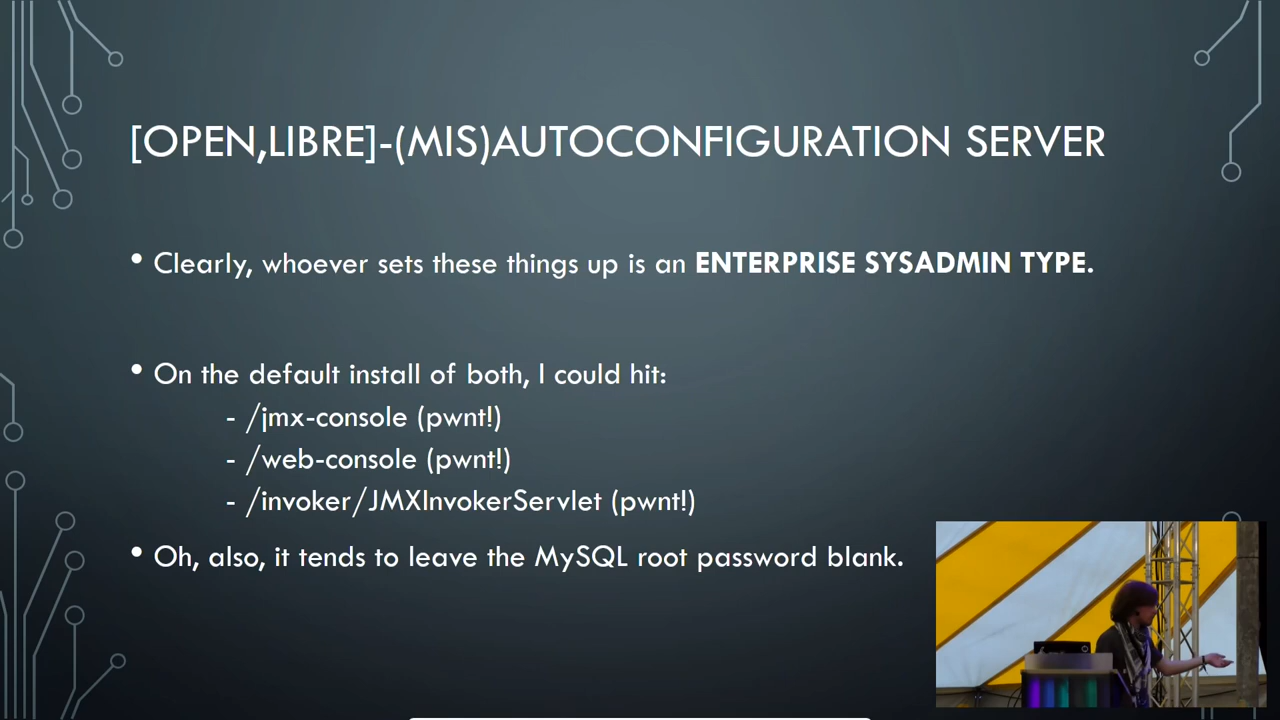 [OPEN,LIBRE]-(MIS)AUTOCONFIGURATION SERVER
• Clearly, whoever sets these things up is an ENTERPRISE SYSADMIN TYPE.
• On the default install of both, I could hit:
- /jmx-console (pwnt!)
- /web-console (pwnt!)
- /invoker/JMXInvokerServlet (pwnt!)
• Oh, also, it tends to leave the MySQL root password blank.